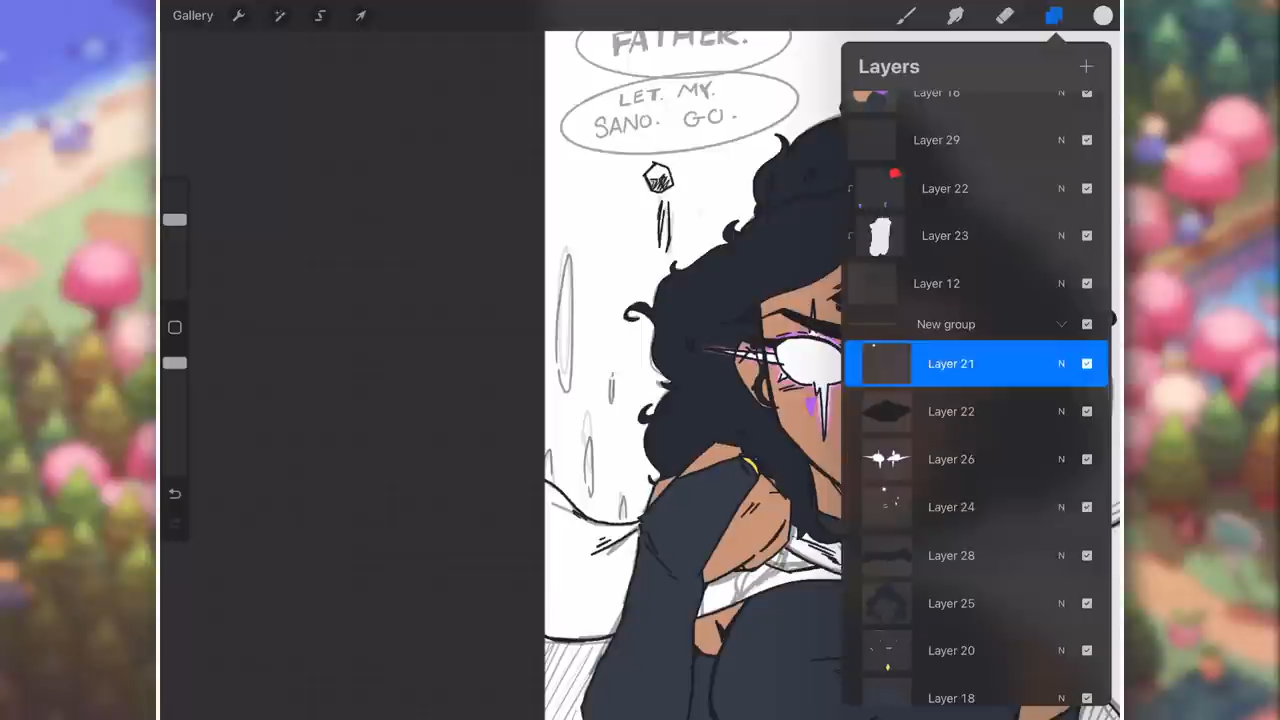 Gallery
FATHER.
LET. MY.
SANO. GO.
Layers
Layer 16
N
Layer 29
N
Layer 22
N
Layer 23
N
Layer 12
N
New group
Layer 21
N
Layer 22
N
Layer 26
N
Layer 24
N
Layer 28
N
Layer 25
N
Layer 20
N
Layer 18
N